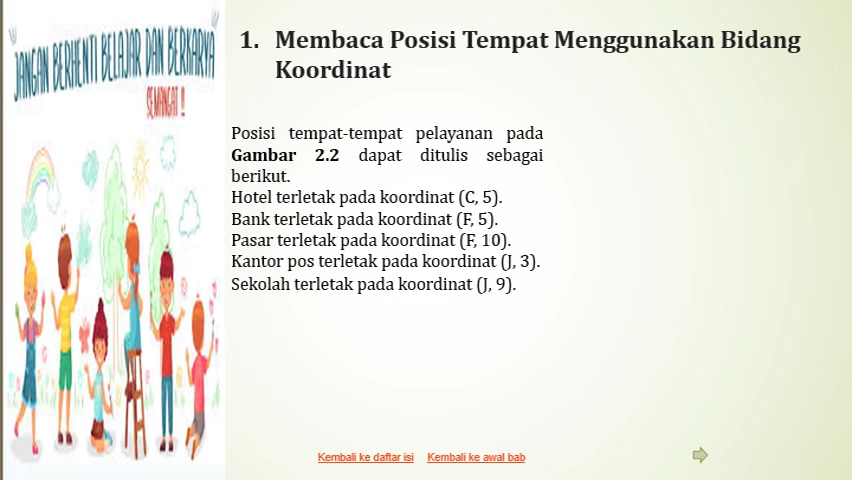 JANGAN BERHENTI BELAJAR DAN BERKARYA
SEMANGAT !!
1. Membaca Posisi Tempat Menggunakan Bidang
Koordinat
Posisi tempat-tempat pelayanan pada
Gambar 2.2 dapat ditulis sebagai
berikut.
Hotel terletak pada koordinat (C, 5).
Bank terletak pada koordinat (F, 5).
Pasar terletak pada koordinat (F, 10).
Kantor pos terletak pada koordinat (J, 3).
Sekolah terletak pada koordinat (J, 9).
Kembali ke daftar isi Kembali ke awal bab